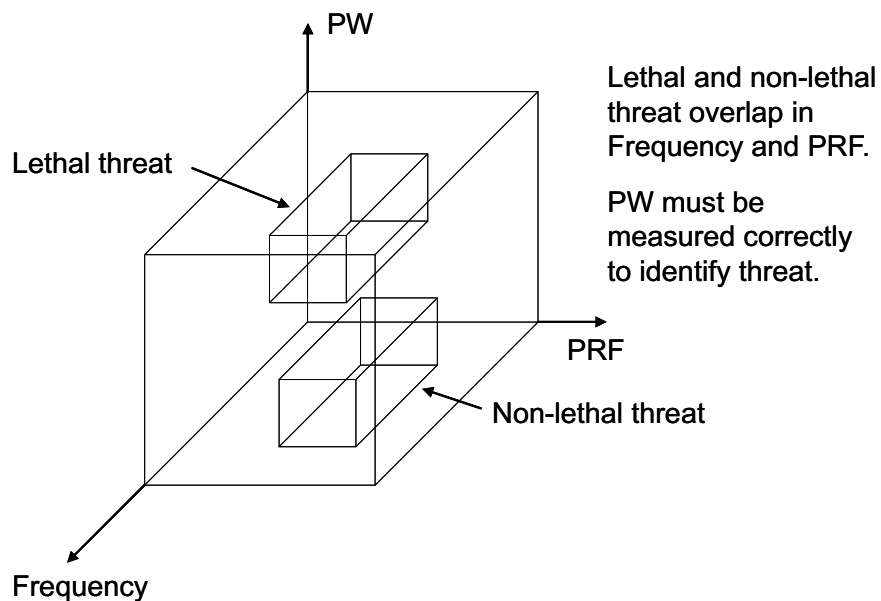 PW
Lethal and non-lethal
threat overlap in
Frequency and PRF.
Lethal threat
PW must be
measured correctly
to identify threat.
PRF
Non-lethal threat
Frequency